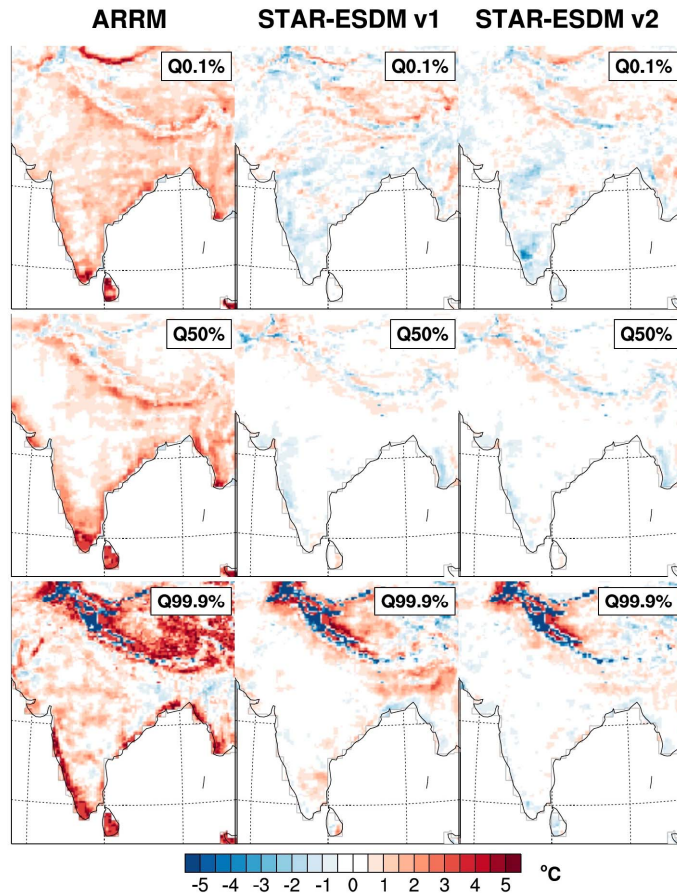 ARRM STAR-ESDM v1 STAR-ESDM v2
Q0.1% Q0.1% Q0.1%
Q50% Q50% Q50%
Q99.9% Q99.9% Q99.9%
-5 -4 -3 -2 -1 0 1 2 3 4 5 °C